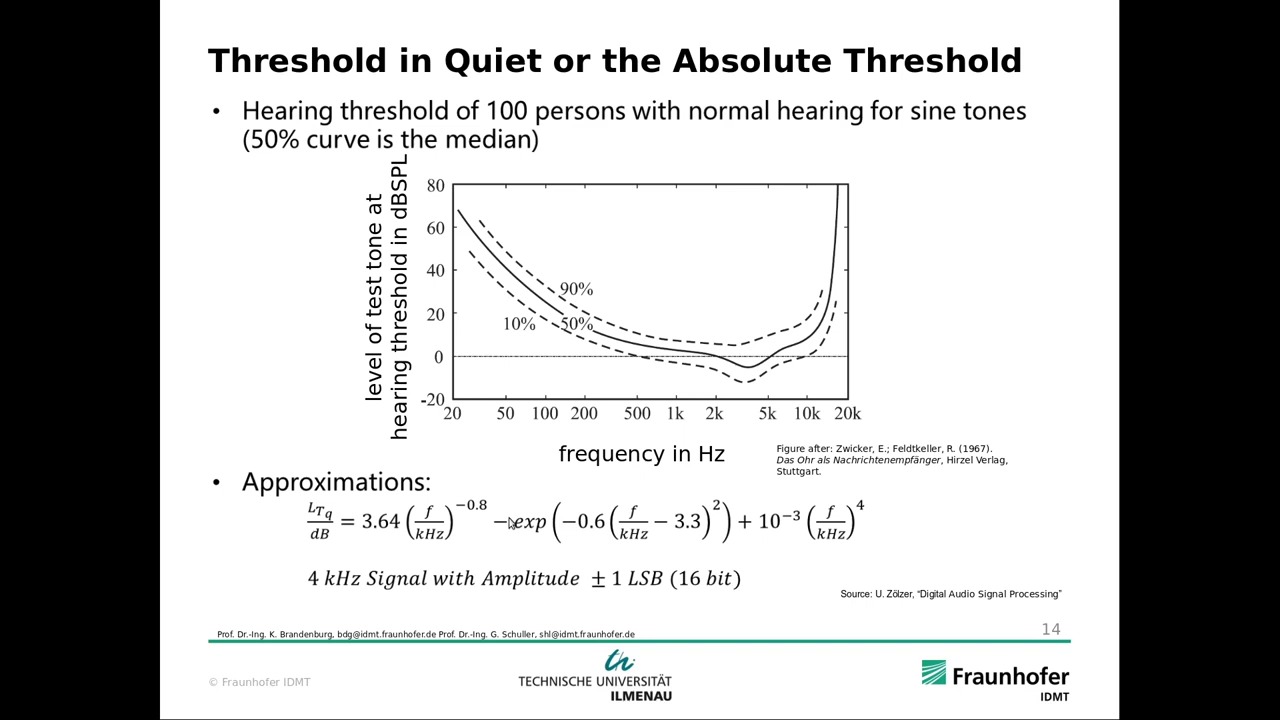 Threshold in Quiet or the Absolute Threshold
• Hearing threshold of 100 persons with normal hearing for sine tones
(50% curve is the median)
level of test tone at
hearing threshold in dBSPL
80
60
40
20
0
-20
90%
50%
10%
20 50 100 200 500 1k 2k 5k 10k 20k
frequency in Hz
Figure after: Zwicker, E.; Feldtkeller, R. (1967).
Das Ohr als Nachrichtenempfänger, Hirzel Verlag,
Stuttgart.
• Approximations:
L_{Tq}/dB = 3.64 (f/kHz)^{−0.8} − exp (−0.6 (f/kHz − 3.3)^2) + 10^{−3} (f/kHz)^4
4 kHz Signal with Amplitude ± 1 LSB (16 bit)
Source: U. Zölzer, “Digital Audio Signal Processing”
Prof. Dr.-Ing. K. Brandenburg, bdg@idmt.fraunhofer.de Prof. Dr.-Ing. G. Schuller, shl@idmt.fraunhofer.de
14
© Fraunhofer IDMT
th
TECHNISCHE UNIVERSITÄT
ILMENAU
Fraunhofer
IDMT